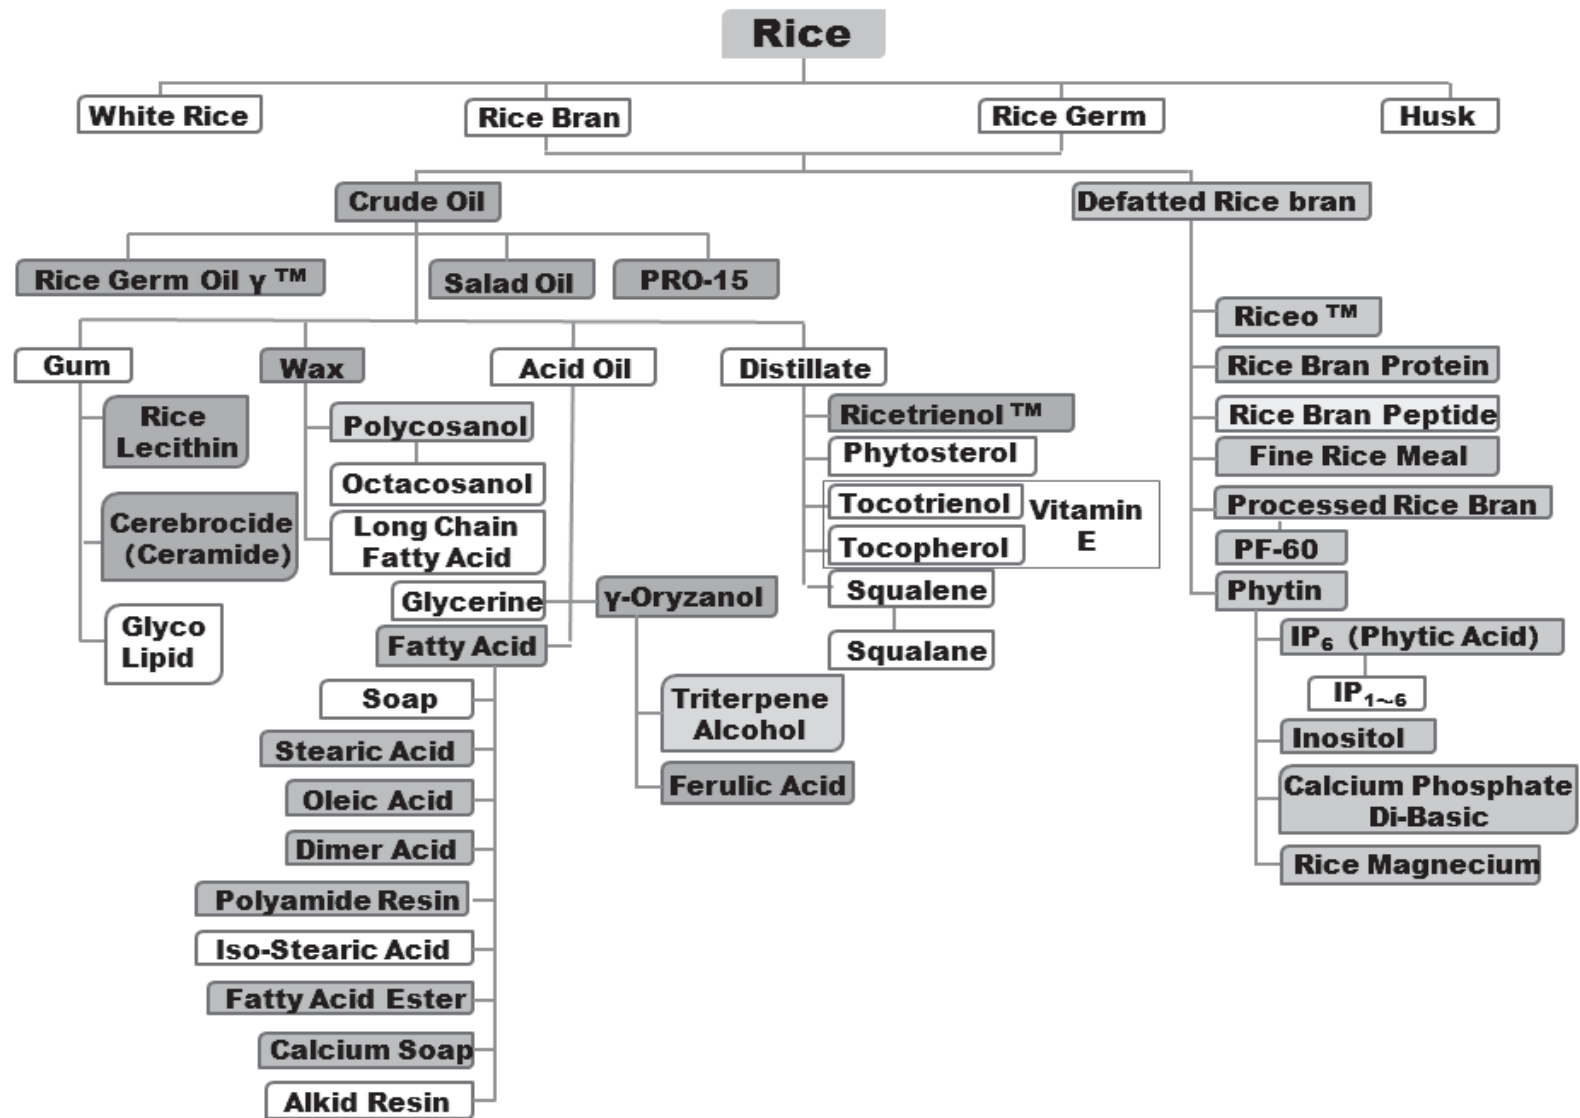 Rice
White Rice
Rice Bran
Rice Germ
Husk
Crude Oil
Defatted Rice bran
Rice Germ Oil γ ™
Salad Oil
PRO-15
Gum
Wax
Acid Oil
Distillate
Rice
Lecithin
Cerebrocide
(Ceramide)
Glyco
Lipid
Polycosanol
Octacosanol
Long Chain
Fatty Acid
Glycerine
γ-Oryzanol
Fatty Acid
Soap
Stearic Acid
Oleic Acid
Dimer Acid
Polyamide Resin
Iso-Stearic Acid
Fatty Acid Ester
Calcium Soap
Alkid Resin
Triterpene
Alcohol
Ferulic Acid
Ricetrienol ™
Phytosterol
Tocotrienol
Tocopherol
Vitamin
E
Squalene
Squalane
Riceo ™
Rice Bran Protein
Rice Bran Peptide
Fine Rice Meal
Processed Rice Bran
PF-60
Phytin
IP₆ (Phytic Acid)
IP₁~₆
Inositol
Calcium Phosphate
Di-Basic
Rice Magnecium